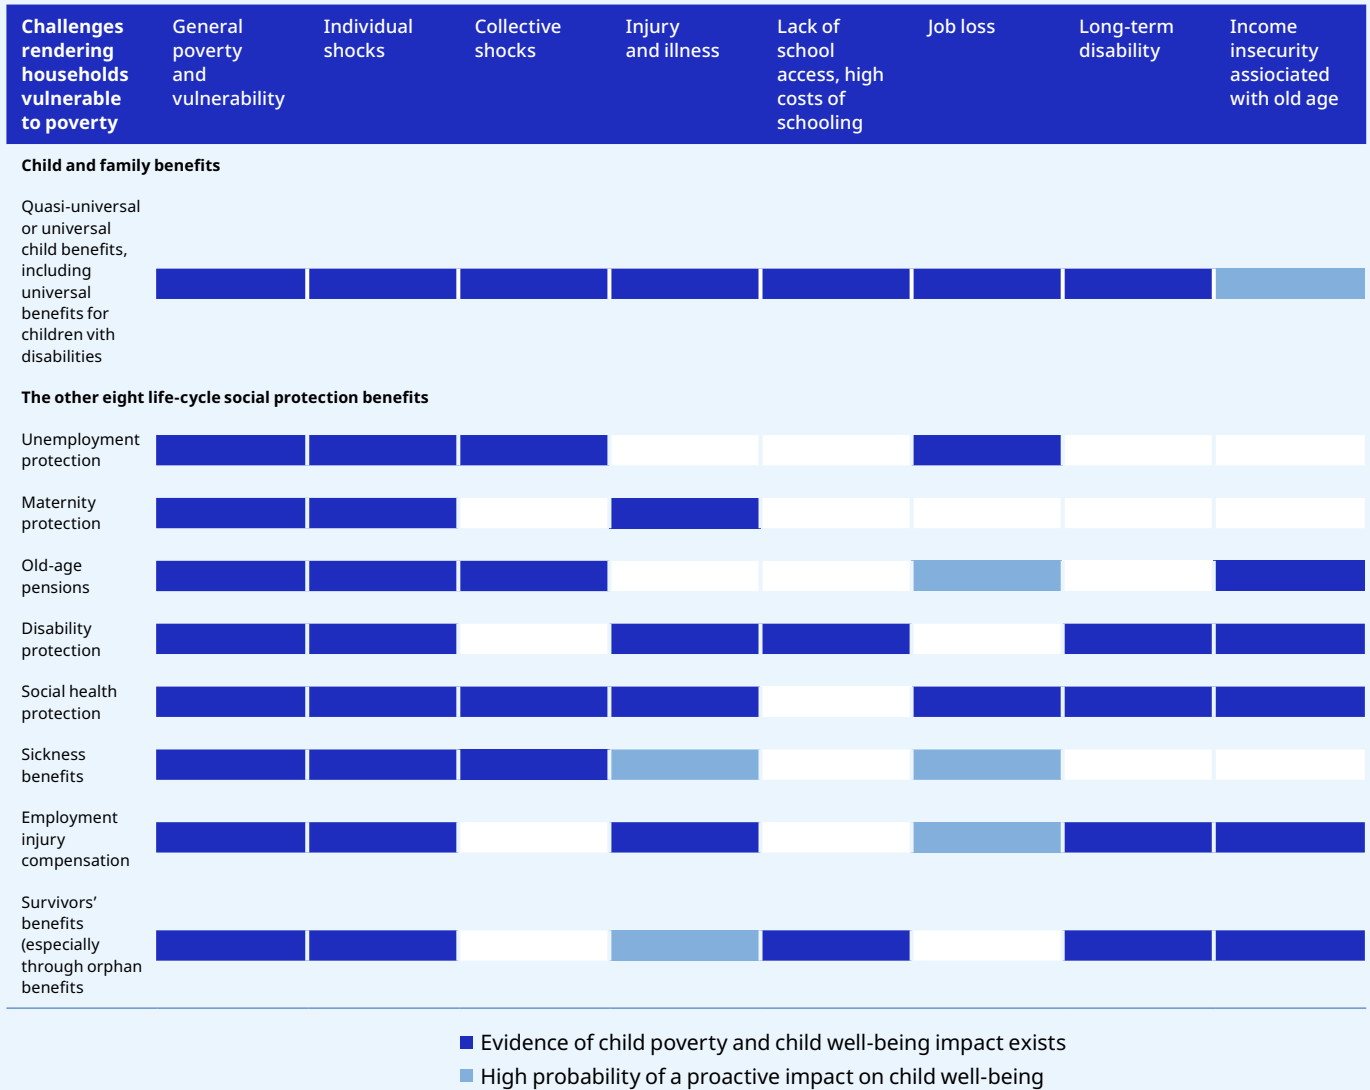 Challenges
rendering
households
vulnerable
to poverty
General
poverty
and
vulnerability
Individual
shocks
Collective
shocks
Injury
and illness
Lack of
school
access, high
costs of
schooling
Job loss
Long-term
disability
Income
insecurity
assiociated
with old age
Child and family benefits
Quasi-universal
or universal
child benefits,
including
universal
benefits for
children vith
disabilities
The other eight life-cycle social protection benefits
Unemployment
protection
Maternity
protection
Old-age
pensions
Disability
protection
Social health
protection
Sickness
benefits
Employment
injury
compensation
Survivors’
benefits
(especially
through orphan
benefits
Evidence of child poverty and child well-being impact exists
High probability of a proactive impact on child well-being